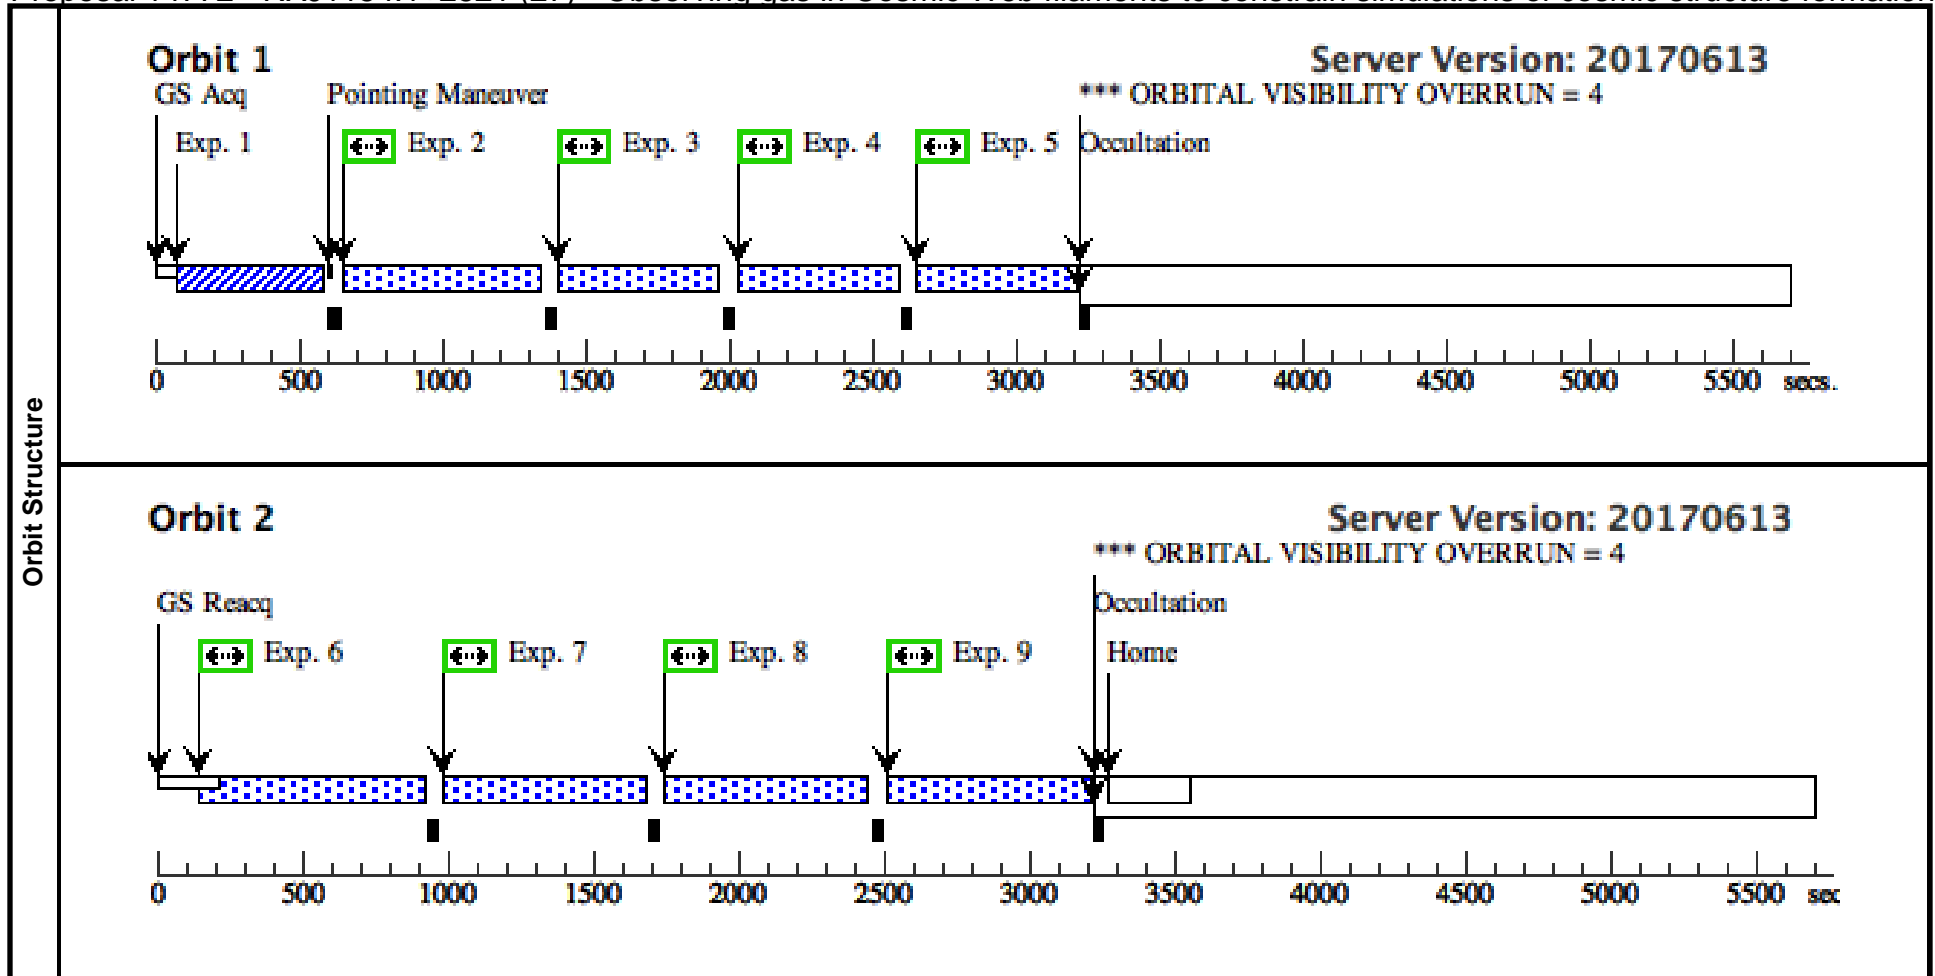 Orbit Structure
Orbit 1
Server Version: 20170613
GS Acq Pointing Maneuver *** ORBITAL VISIBILITY OVERRUN = 4
Exp. 1 Exp. 2 Exp. 3 Exp. 4 Exp. 5 Occultation
0 500 1000 1500 2000 2500 3000 3500 4000 4500 5000 5500 secs.
Orbit 2
Server Version: 20170613
*** ORBITAL VISIBILITY OVERRUN = 4
GS Reacq Occultation
Exp. 6 Exp. 7 Exp. 8 Exp. 9 Home
0 500 1000 1500 2000 2500 3000 3500 4000 4500 5000 5500 sec